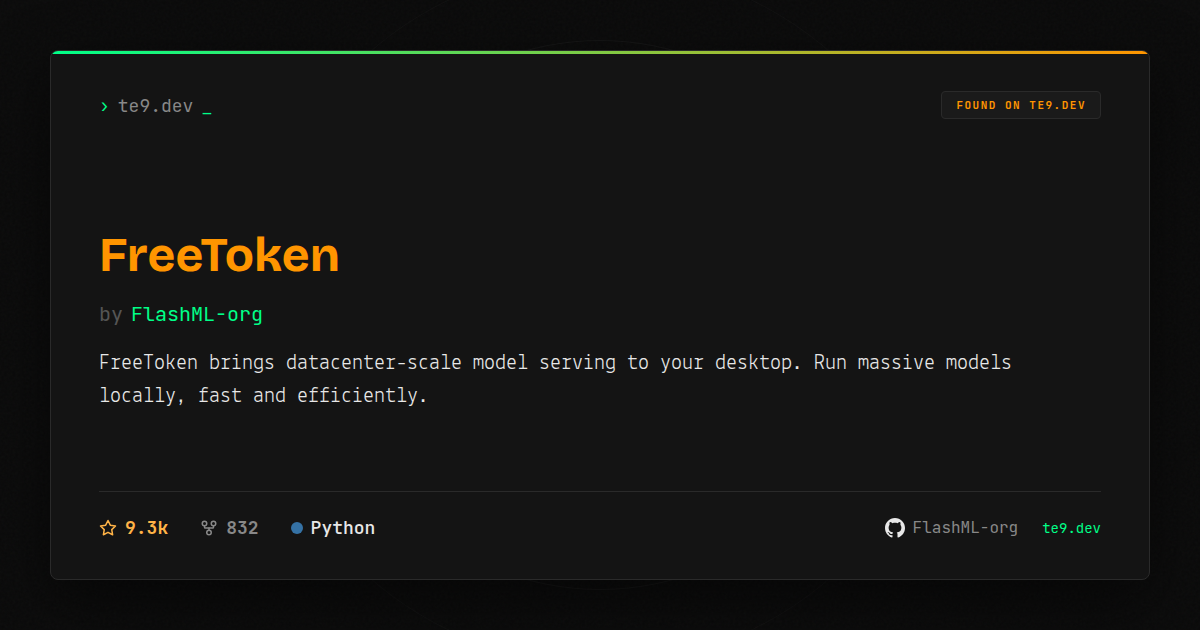 › te9.dev _
FOUND ON TE9.DEV
FreeToken
by FlashML-org
FreeToken brings datacenter-scale model serving to your desktop. Run massive models
locally, fast and efficiently.
9.3k 832 Python
FlashML-org te9.dev